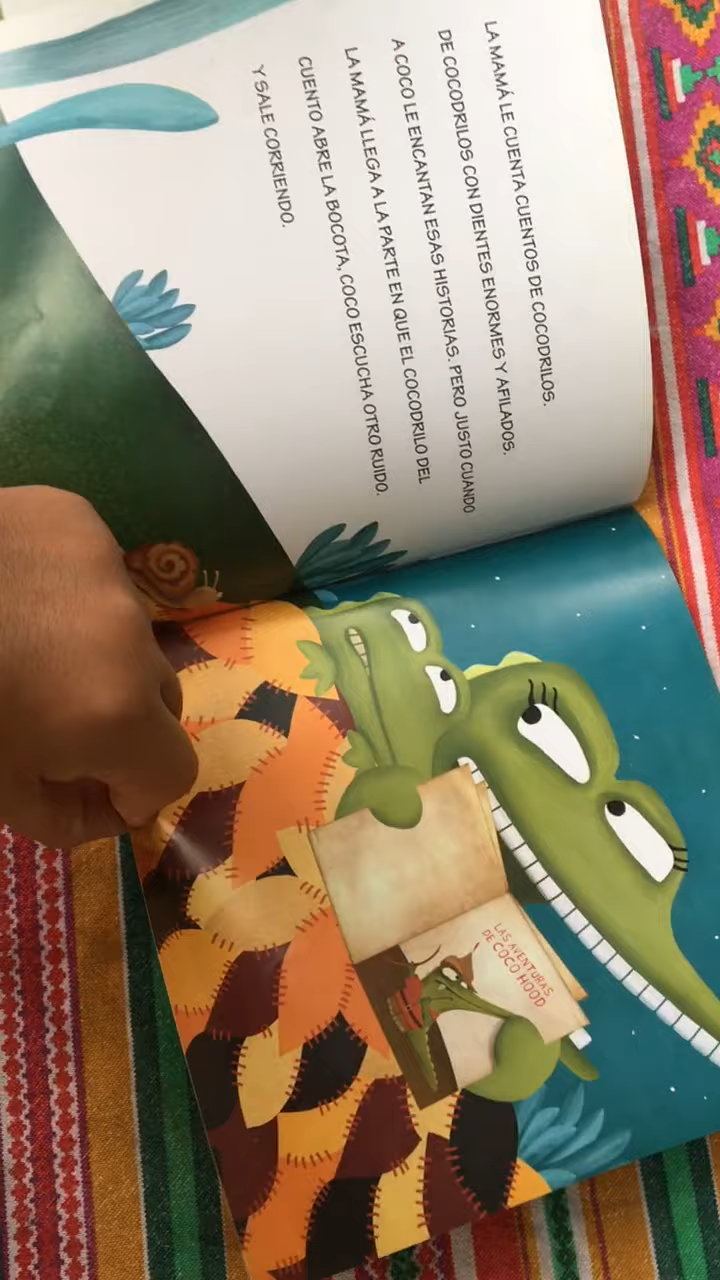 LA MAMÁ LE CUENTA CUENTOS DE COCODRILOS.
DE COCODRILOS CON DIENTES ENORMES Y AFILADOS.
A COCO LE ENCANTAN ESAS HISTORIAS. PERO JUSTO CUANDO
LA MAMÁ LLEGA A LA PARTE EN QUE EL COCODRILO DEL
CUENTO ABRE LA BOCOTA, COCO ESCUCHA OTRO RUIDO.
Y SALE CORRIENDO.
LAS AVENTURAS
DE COCO HOOD